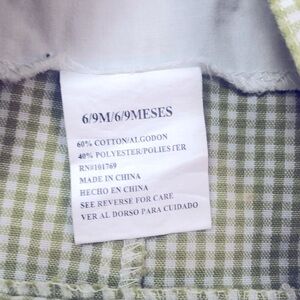 6/9M/6/9MESES
60% COTTON/ALGODON
40% POLYESTER/POLIESTER
RN#101769
MADE IN CHINA
HECHO EN CHINA
SEE REVERSE FOR CARE
VER AL DORSO PARA CUIDADO